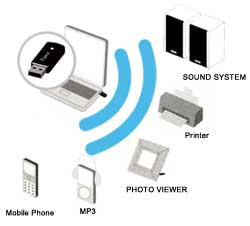 SOUND SYSTEM
Printer
PHOTO VIEWER
MP3
Mobile Phone